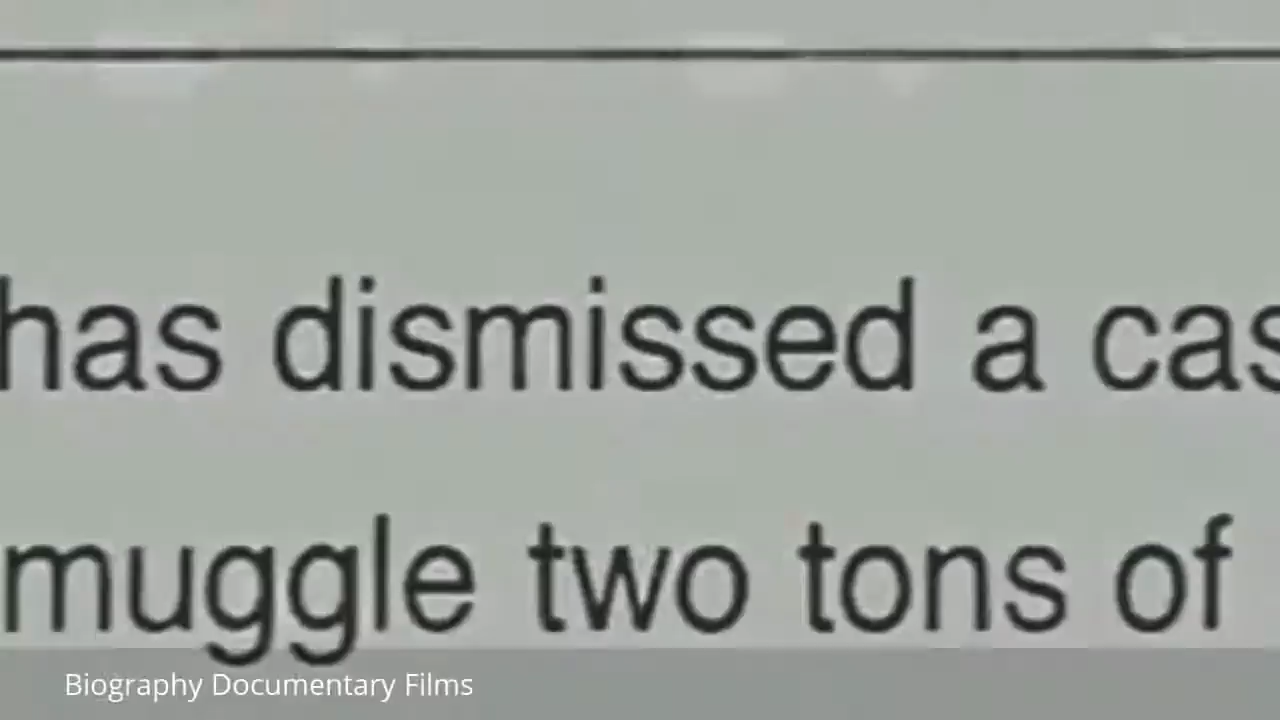 has dismissed a cas
muggle two tons of
Biography Documentary Films